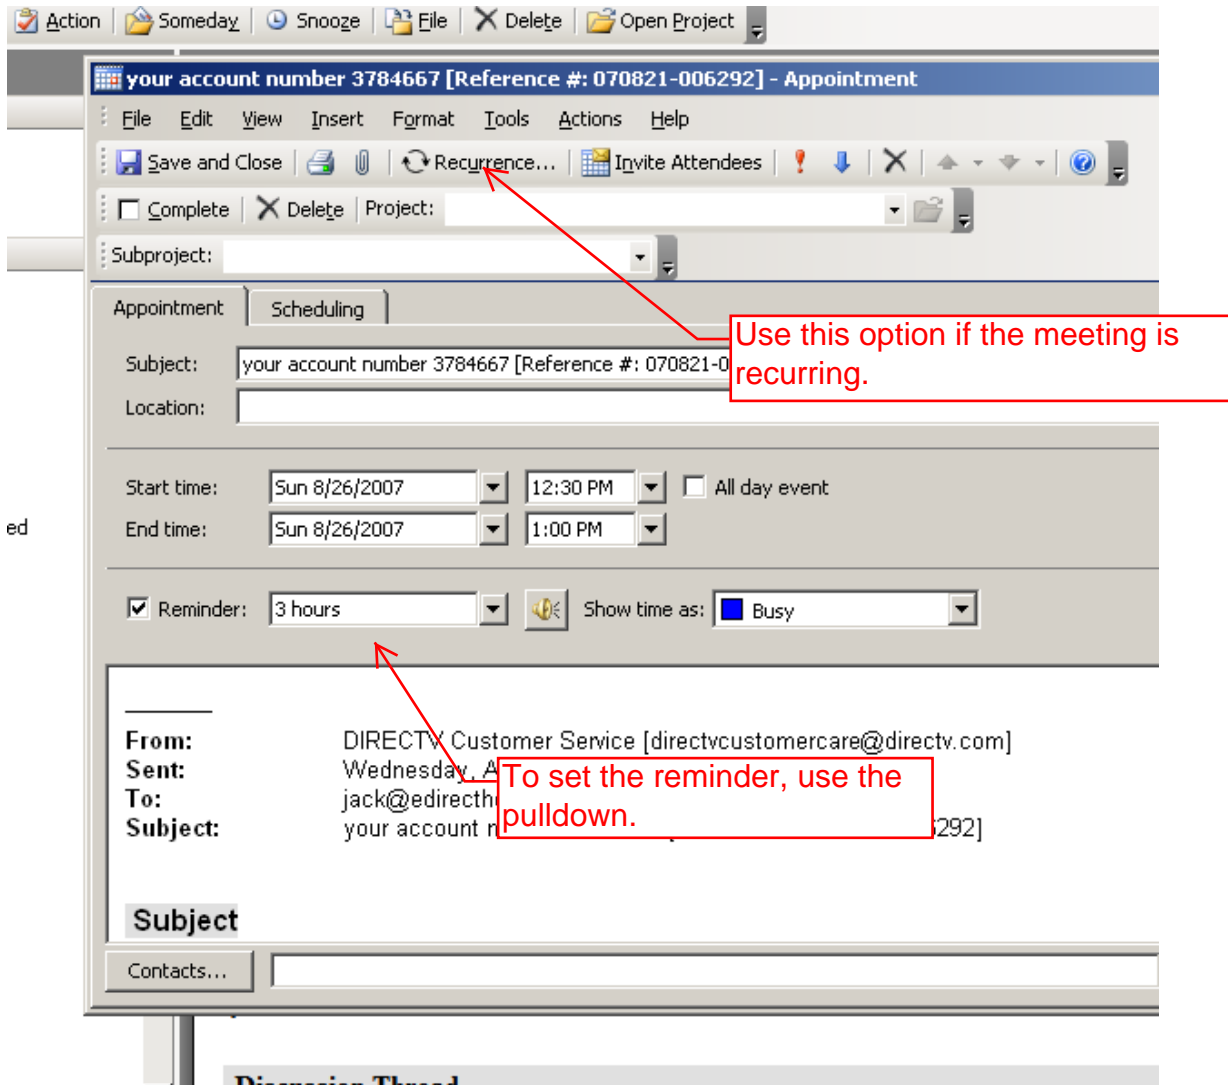 Action Someday Snooze File Delete Open Project
your account number 3784667 [Reference #: 070821-006292] - Appointment
File Edit View Insert Format Tools Actions Help
Save and Close Recurrence... Invite Attendees
Complete Delete Project:
Subproject:
Appointment Scheduling
Use this option if the meeting is
recurring.
Subject: your account number 3784667 [Reference #: 070821-0
Location:
Start time: Sun 8/26/2007 12:30 PM All day event
ed
End time: Sun 8/26/2007 1:00 PM
Reminder: 3 hours Show time as: Busy
From: DIRECTV Customer Service [directvcustomercare@directv.com]
Sent: Wednesday, A
To set the reminder, use the
pulldown.
To: jack@edirecth
Subject: your account n 6292]
Subject
Contacts...
Discussion Thread